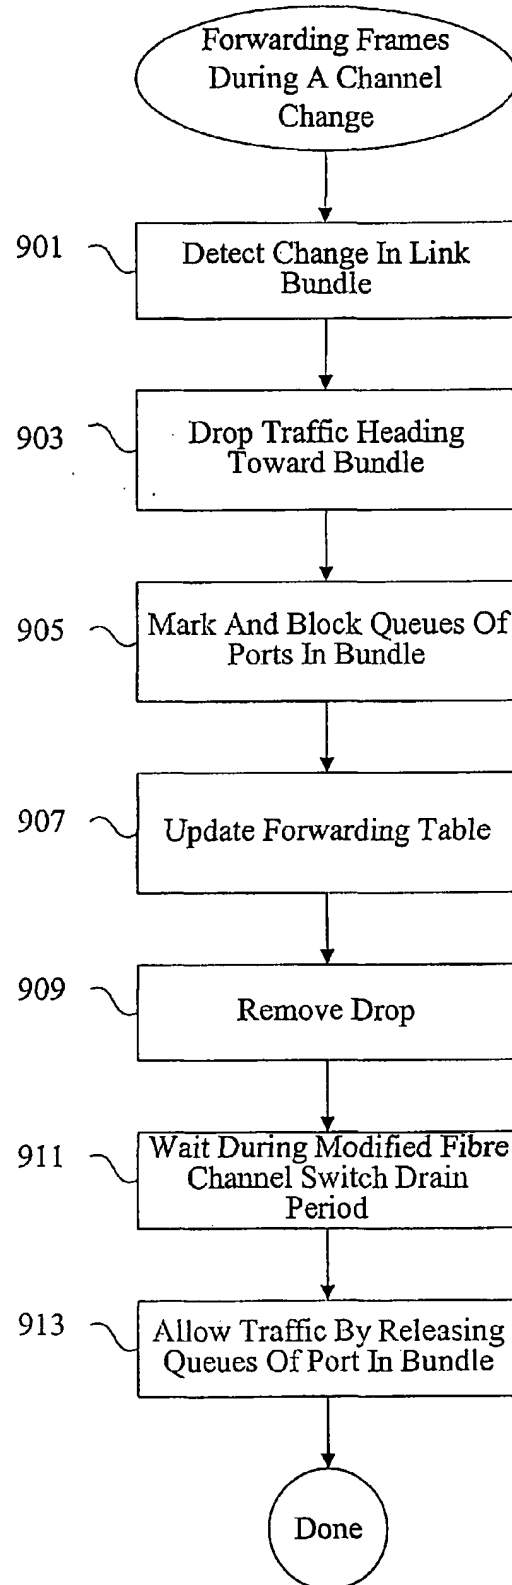 Forwarding Frames
During A Channel
Change
901
Detect Change In Link
Bundle
903
Drop Traffic Heading
Toward Bundle
905
Mark And Block Queues Of
Ports In Bundle
907
Update Forwarding Table
909
Remove Drop
911
Wait During Modified Fibre
Channel Switch Drain
Period
913
Allow Traffic By Releasing
Queues Of Port In Bundle
Done